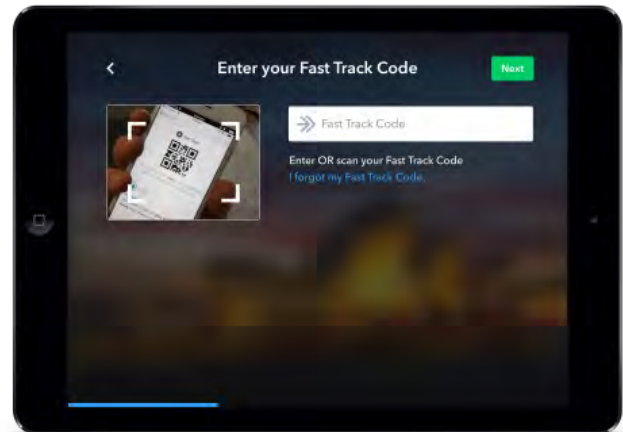 Enter your Fast Track Code
Next
Fast Track Code
Enter OR scan your Fast Track Code
I forgot my Fast Track Code.